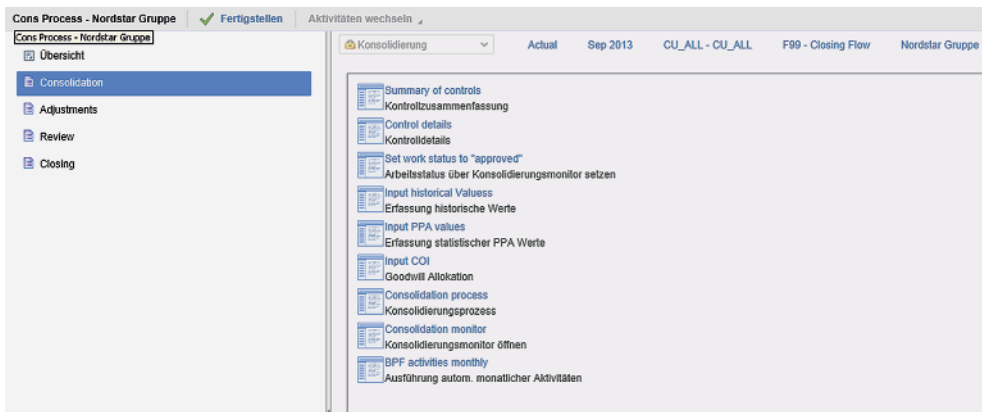 Cons Process - Nordstar Gruppe Fertigstellen Aktivitäten wechseln
Cons Process - Nordstar Gruppe
Übersicht
Consolidation
Adjustments
Review
Closing
Konsolidierung Actual Sep 2013 CU_ALL - CU_ALL F99 - Closing Flow Nordstar Gruppe
Summary of controls
Kontrollzusammenfassung
Control details
Kontrolldetails
Set work status to "approved"
Arbeitsstatus über Konsolidierungsmonitor setzen
Input historical Valuess
Erfassung historische Werte
Input PPA values
Erfassung statistischer PPA Werte
Input COI
Goodwill Allokation
Consolidation process
Konsolidierungsprozess
Consolidation monitor
Konsolidierungsmonitor öffnen
BPF activities monthly
Ausführung autom. monatlicher Aktivitäten